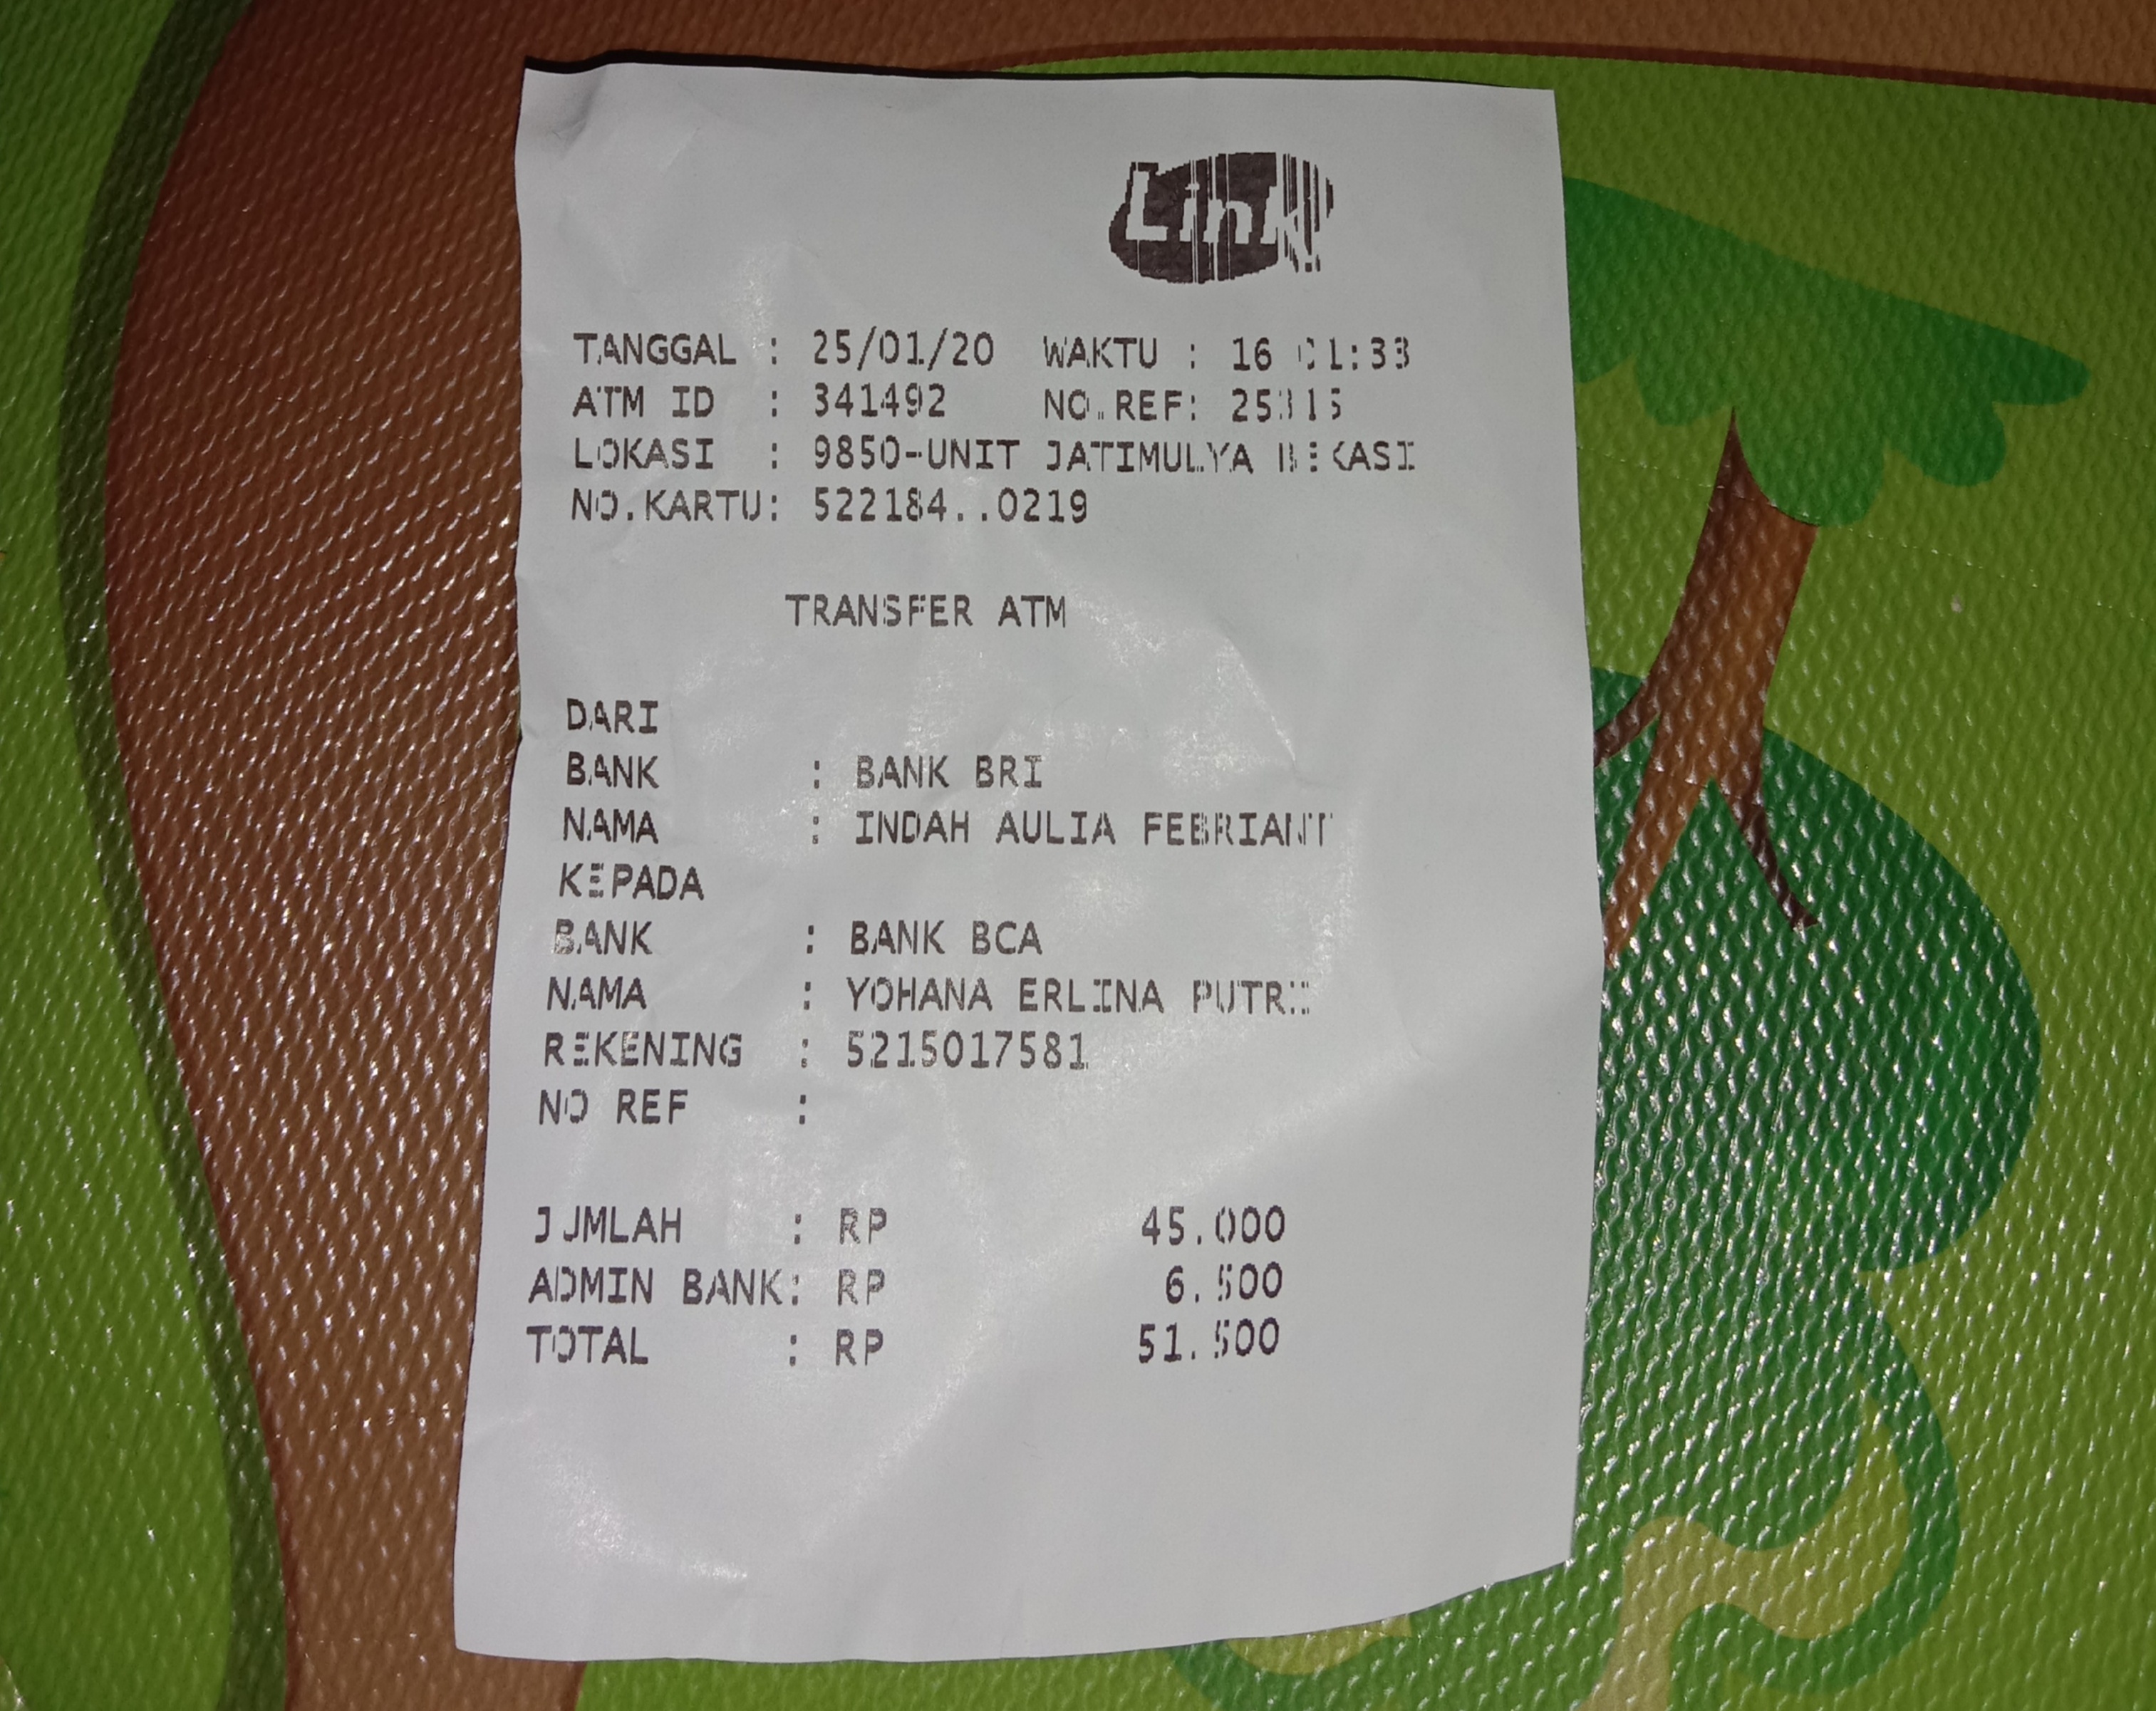 Link!
TANGGAL : 25/01/20 WAKTU : 16 01:33
ATM ID : 341492 NO.REF:
LOKASI : 9850-UNIT JATIMULYA BEKASI
NO.KARTU: 522184..0219
TRANSFER ATM
DARI
BANK : BANK BRI
NAMA : INDAH AULIA FEBRIANT
KEPADA
BANK : BANK BCA
NAMA : YOHANA ERLINA PUTRI
REKENING : 5215017581
NO REF :
JUMLAH : RP 45.000
ADMIN BANK: RP 6.500
TOTAL : RP 51.500